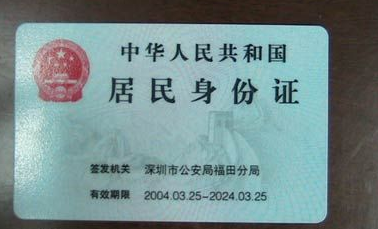 中华人民共和国
居民身份证
签发机关 深圳市公安局福田分局
有效期限 2004.03.25-2024.03.25